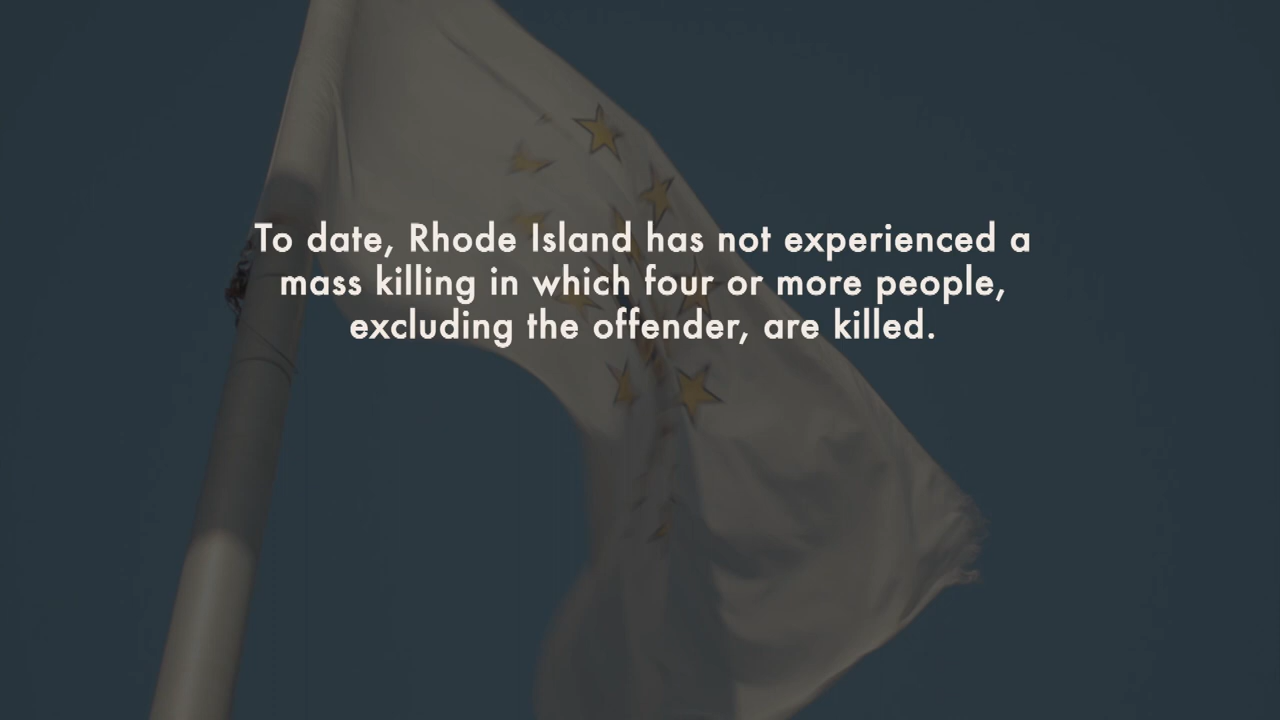 To date, Rhode Island has not experienced a
mass killing in which four or more people,
excluding the offender, are killed.